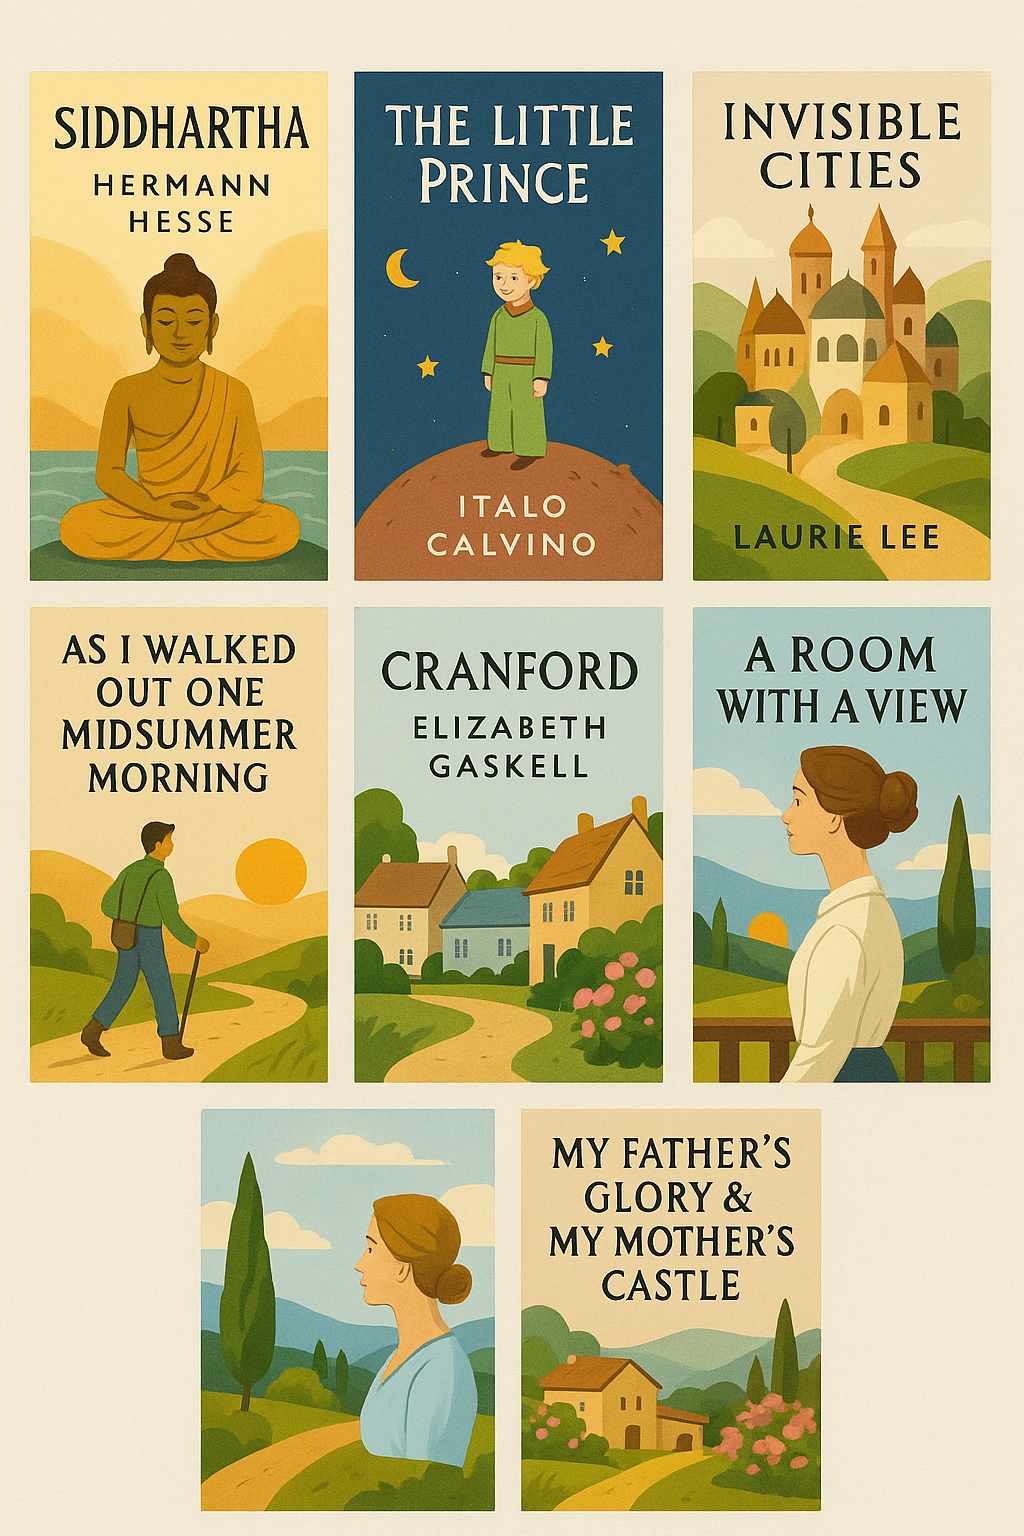 SIDDHARTHA
HERMANN
HESSE
THE LITTLE
PRINCE
ITALO
CALVINO
INVISIBLE
CITIES
LAURIE LEE
AS I WALKED
OUT ONE
MIDSUMMER
MORNING
CRANFORD
ELIZABETH
GASKELL
A ROOM
WITH A VIEW
MY FATHER'S
GLORY &
MY MOTHER'S
CASTLE